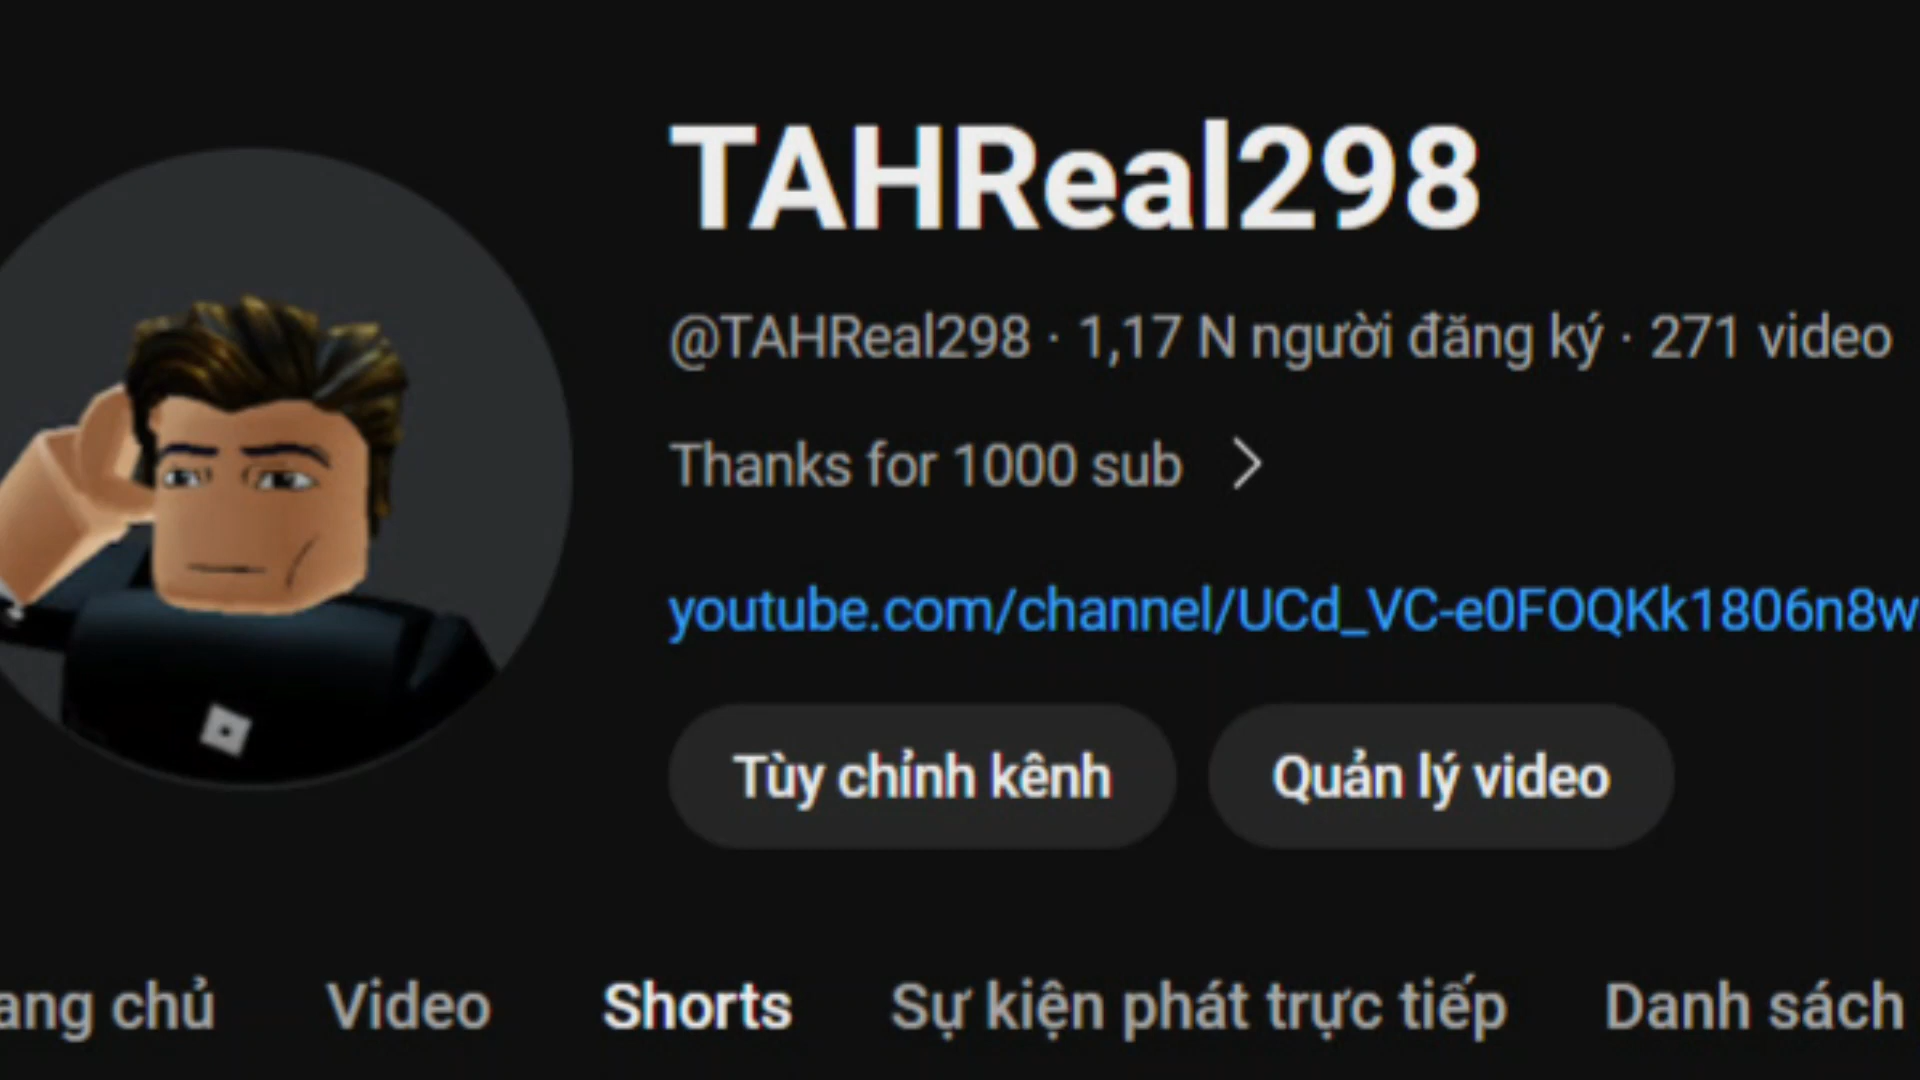 TAHReal298
@TAHReal298 · 1,17 N người đăng ký · 271 video
Thanks for 1000 sub
youtube.com/channel/UCd_VC-e0FOQKk1806n8w
Tùy chỉnh kênh Quản lý video
ang chủ Video Shorts Sự kiện phát trực tiếp Danh sách